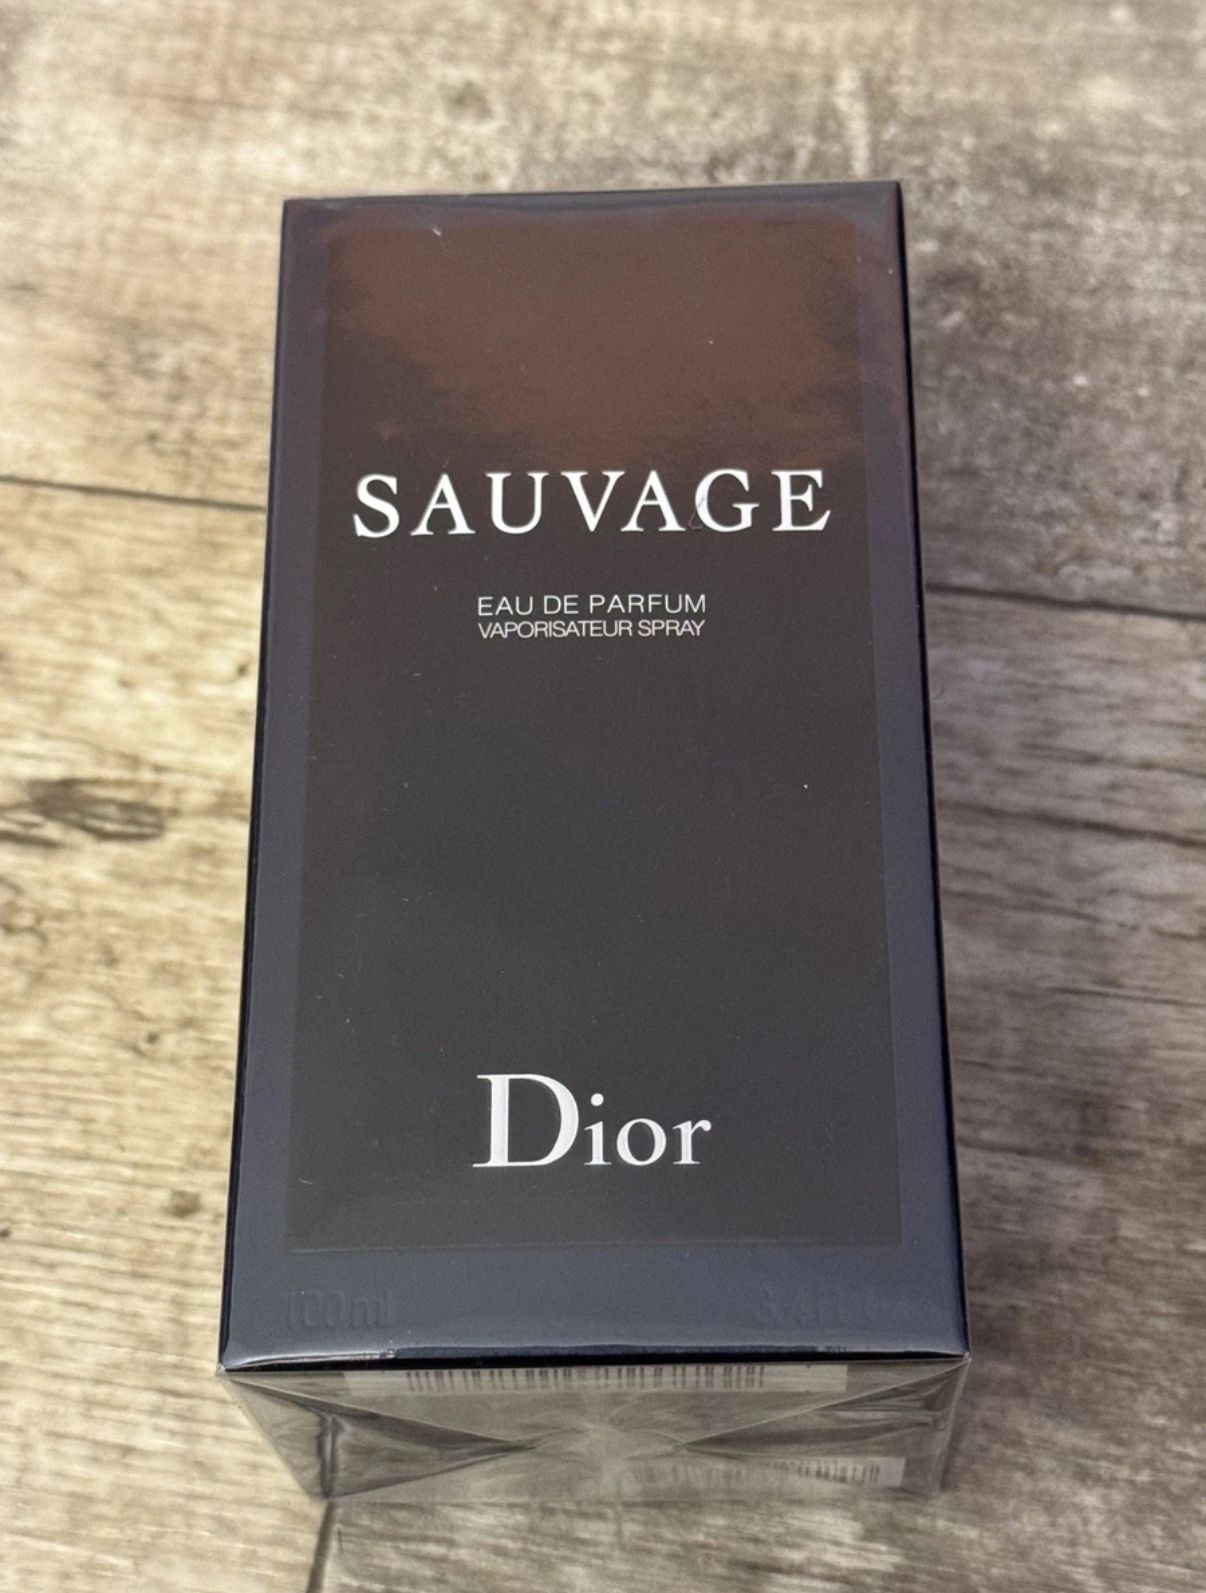 SAUVAGE
EAU DE PARFUM
VAPORISATEUR SPRAY
Dior
100ml